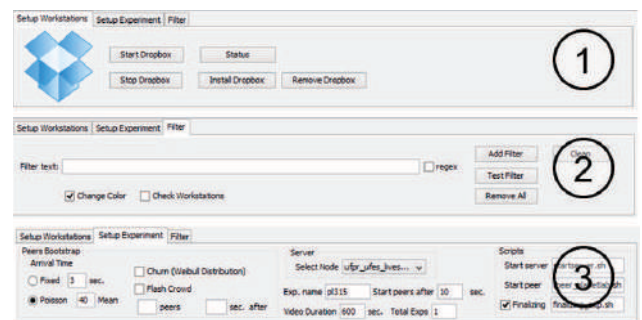 Setup Workstations Setup Experiment Filter
Start Dropbox Status
Stop Dropbox Install Dropbox Remove Dropbox
1
Setup Workstations Setup Experiment Filter
Filter text: regex Add Filter Clean
Test Filter
Change Color Check Workstations Remove All
2
Setup Workstations Setup Experiment Filter
Peers Bootstrap Server Scripts
Arrival Time Select Node Start server
Fixed 3 sec. Churn (Weibull Distribution)
Flash Crowd Exp. name pl315 Start peers after 10 sec. Start peer
Poisson 40 Mean peers sec. after Video Duration 600 sec. Total Exps 1 Finalizing
3